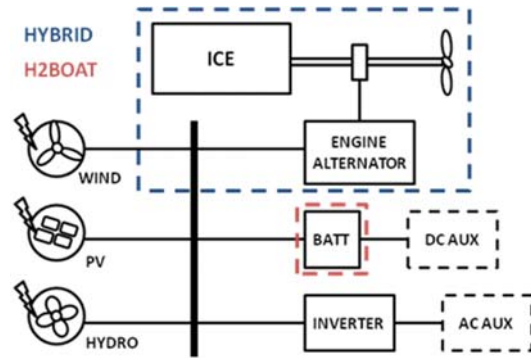 HYBRID
H2BOAT
ICE
ENGINE
ALTERNATOR
WIND
BATT
DC AUX
PV
INVERTER
AC AUX
HYDRO